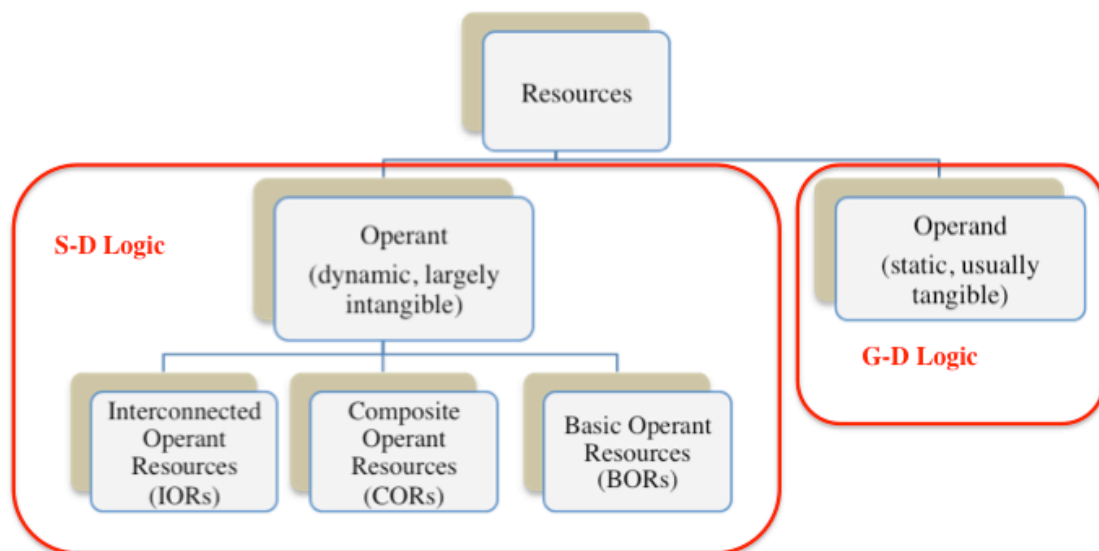 Resources
S-D Logic
Operant
(dynamic, largely
intangible)
Operand
(static, usually
tangible)
G-D Logic
Interconnected
Operant
Resources
(IORs)
Composite
Operant
Resources
(CORs)
Basic Operant
Resources
(BORs)